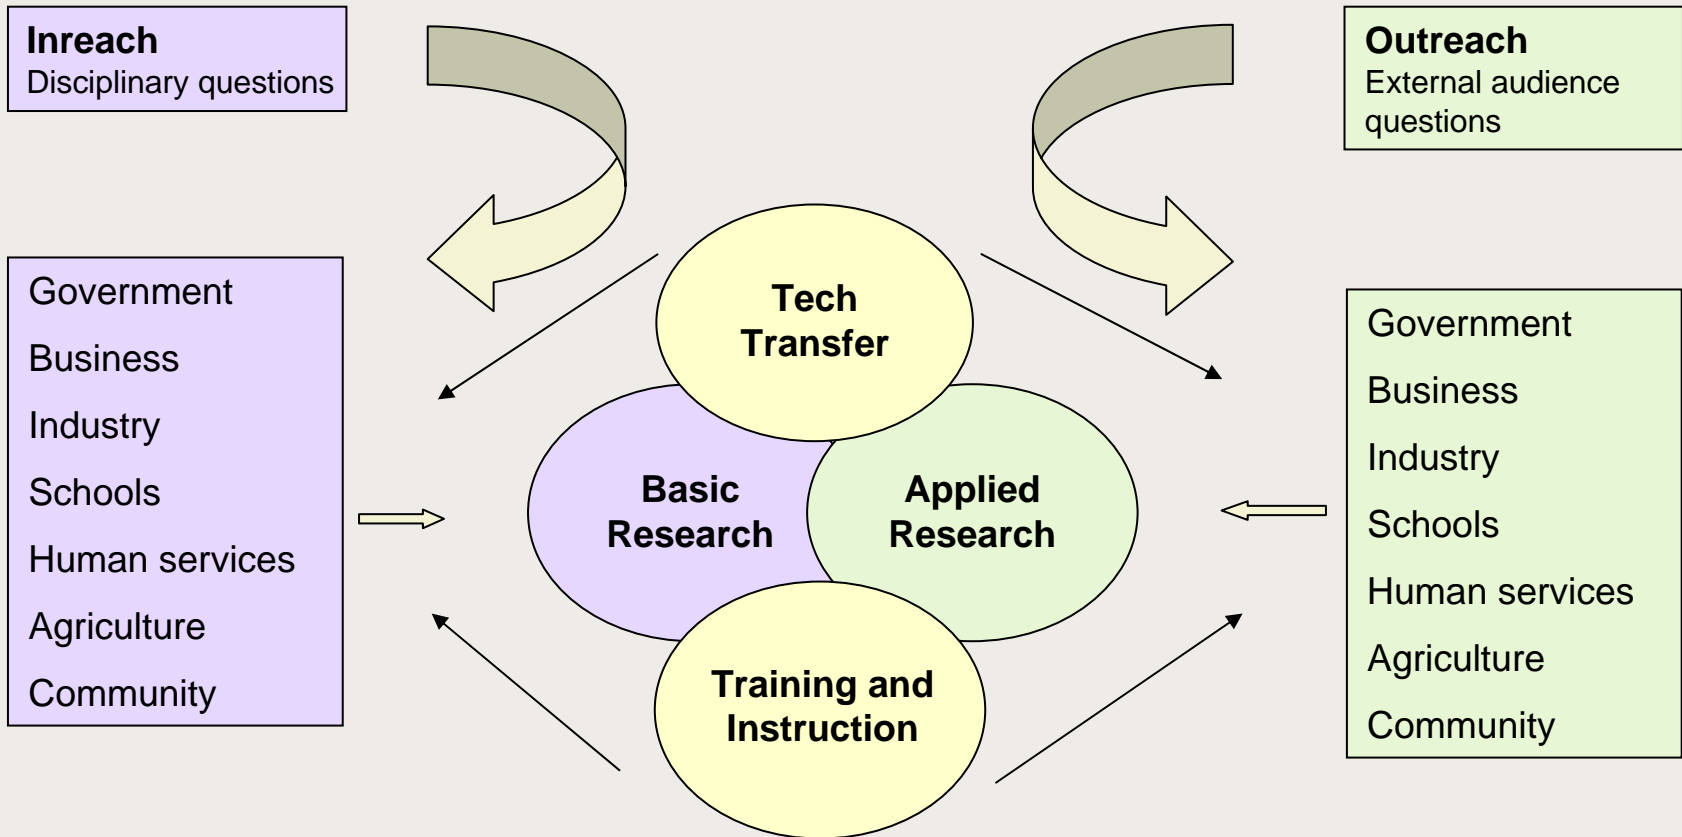 Inreach
Disciplinary questions
Outreach
External audience
questions
Government
Business
Industry
Schools
Human services
Agriculture
Community
Tech
Transfer
Basic
Research
Applied
Research
Training and
Instruction
Government
Business
Industry
Schools
Human services
Agriculture
Community